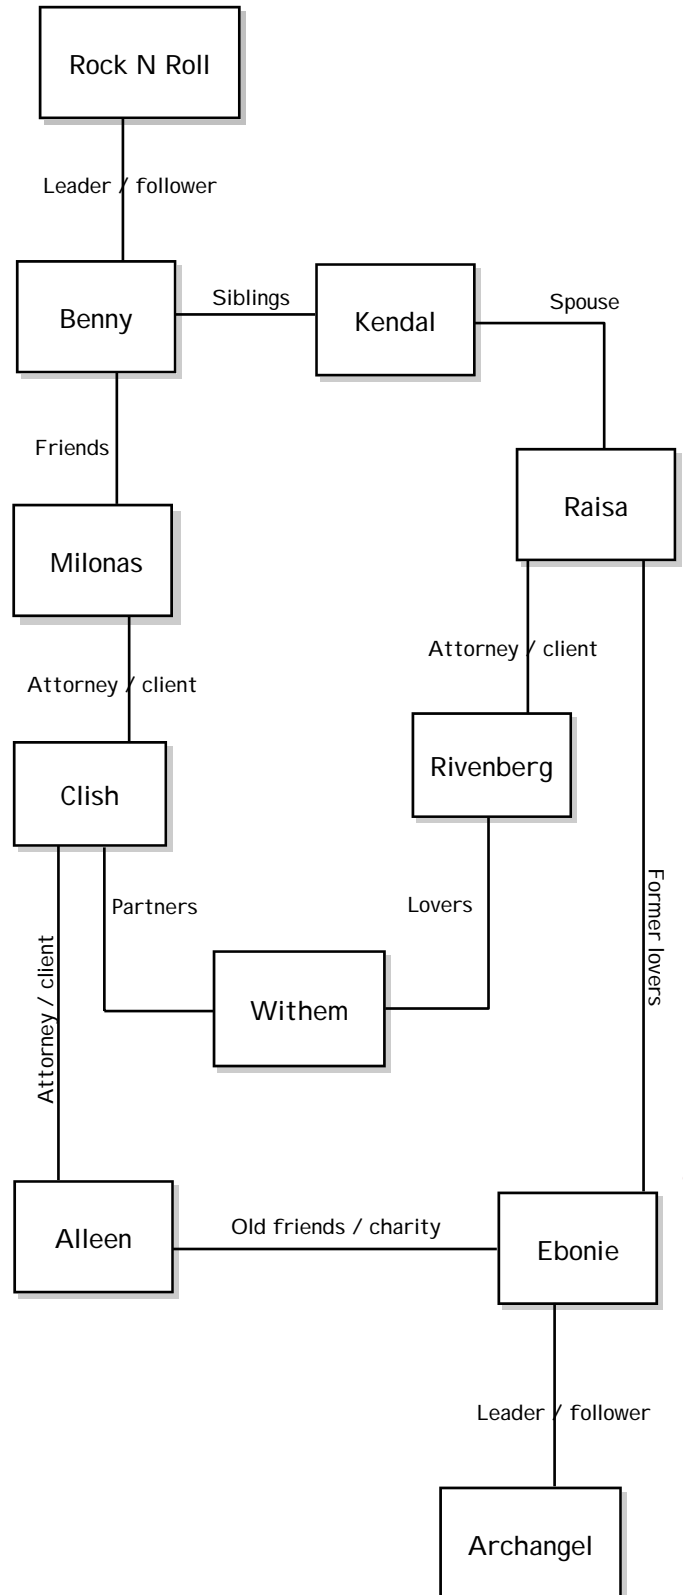 Rock N Roll
Leader / follower
Benny
Siblings
Kendal
Spouse
Friends
Raisa
Milonas
Attorney / client
Attorney / client
Rivenberg
Clish
Partners
Lovers
Former lovers
Attorney / client
Withem
Alleen
Old friends / charity
Ebonie
Leader / follower
Archangel